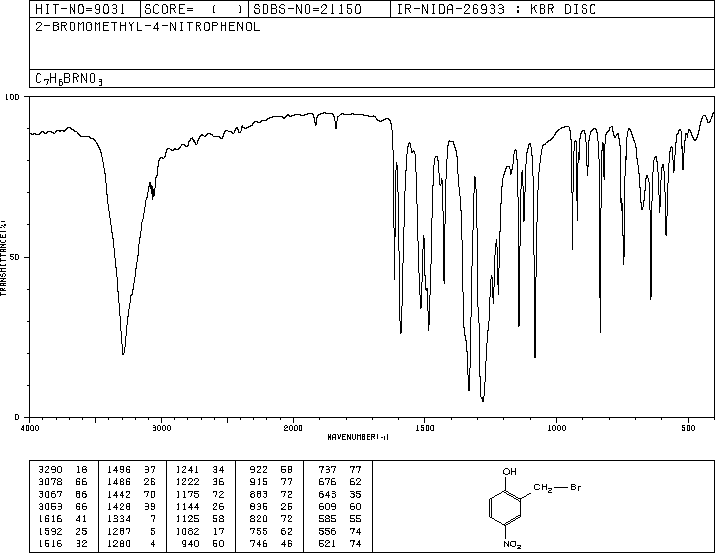 HIT-NO=9031 SCORE= ( ) SDBS-NO=21150 IR-NIDA-26933 : KBR DISC
2-BROMOMETHYL-4-NITROPHENOL
C7H6BRNO3
100
50
0
TRANSMITTANCE(%)
4000 3000 2000 1500 1000 500
WAVENUMBER(-1)
3290 18 1496 37 1241 34 922 58 737 77
3078 66 1486 26 1222 36 915 77 676 62
3067 66 1442 70 1175 72 883 72 643 35
3053 66 1428 39 1144 26 835 26 609 60
1616 41 1334 7 1125 58 820 72 585 55
1592 25 1287 5 1082 17 755 62 556 74
1516 32 1280 4 940 50 746 46 521 74
OH
CH2 Br
NO2